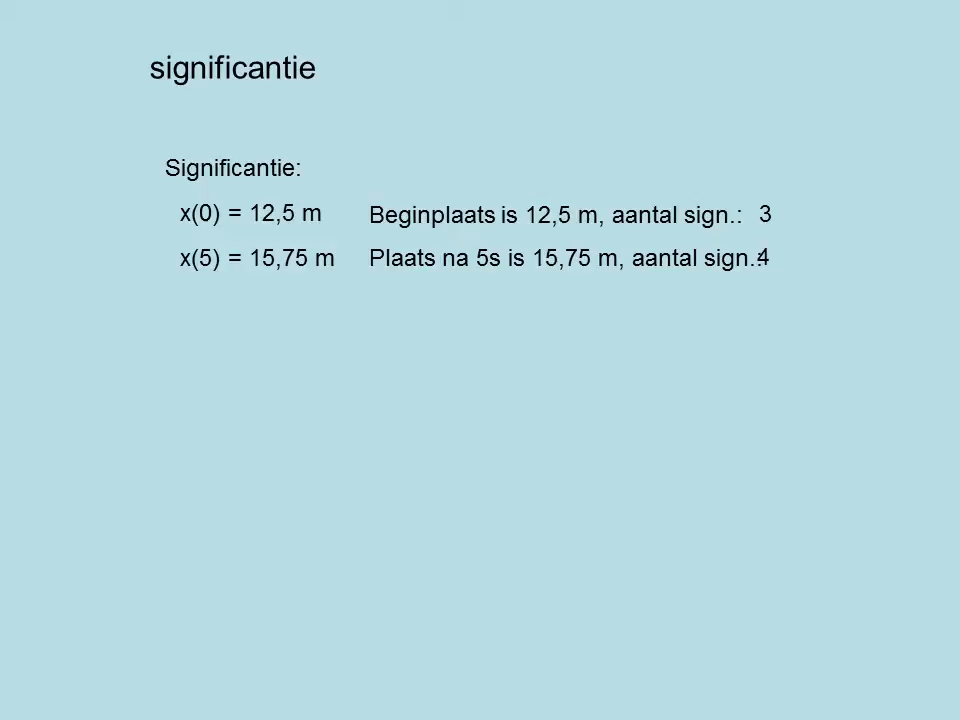 significantie
Significantie:
x(0) = 12,5 m Beginplaats is 12,5 m, aantal sign.: 3
x(5) = 15,75 m Plaats na 5s is 15,75 m, aantal sign.: 4